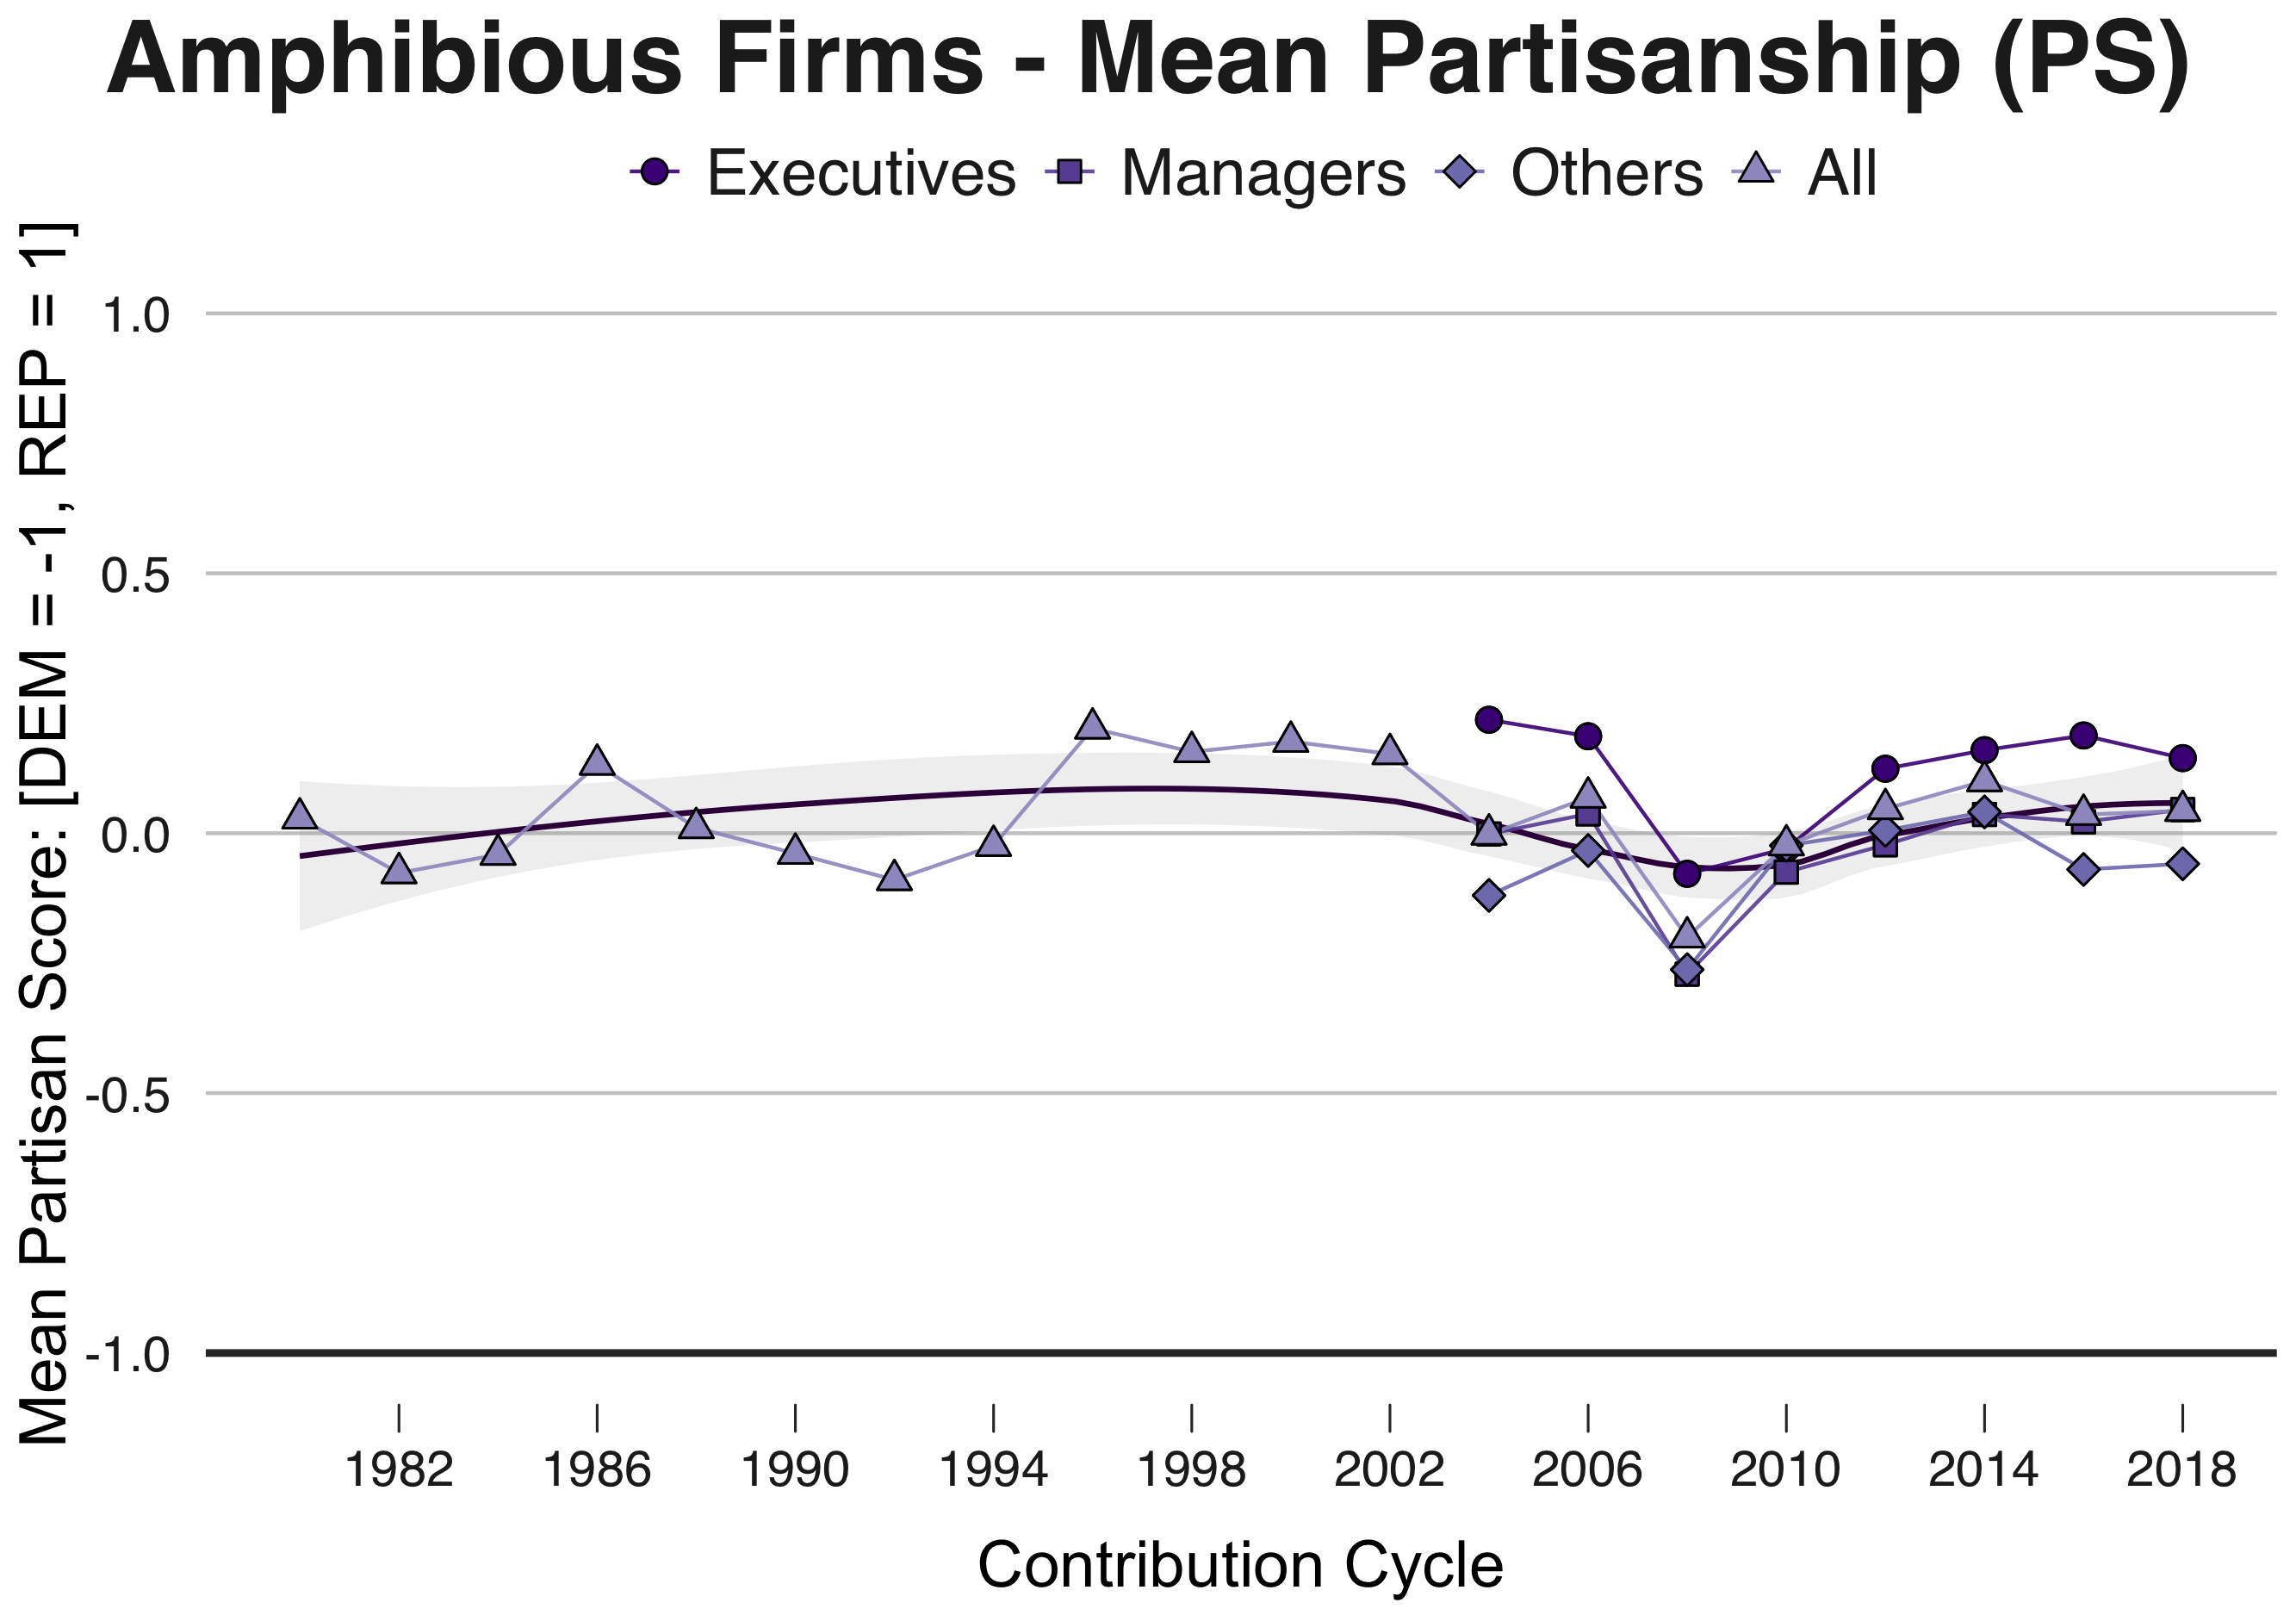 Amphibious Firms - Mean Partisanship (PS)
Executives Managers Others All
Mean Partisan Score: [DEM = -1, REP = 1]
1.0
0.5
0.0
-0.5
-1.0
1982 1986 1990 1994 1998 2002 2006 2010 2014 2018
Contribution Cycle